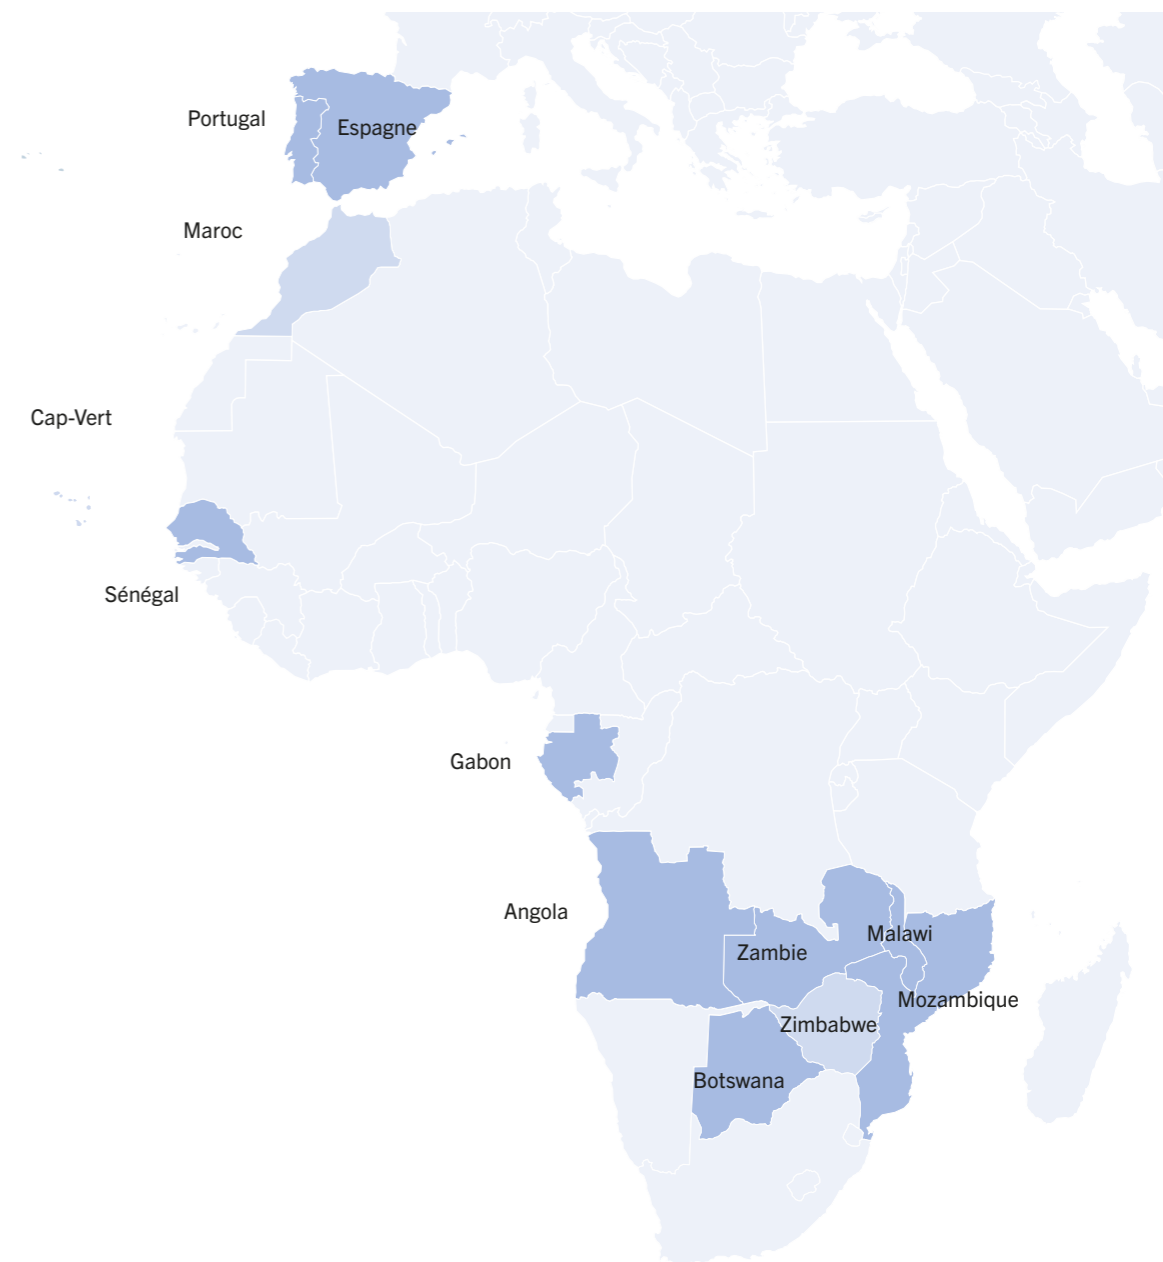 Portugal
Espagne
Maroc
Cap-Vert
Sénégal
Gabon
Angola
Malawi
Zambie
Mozambique
Zimbabwe
Botswana